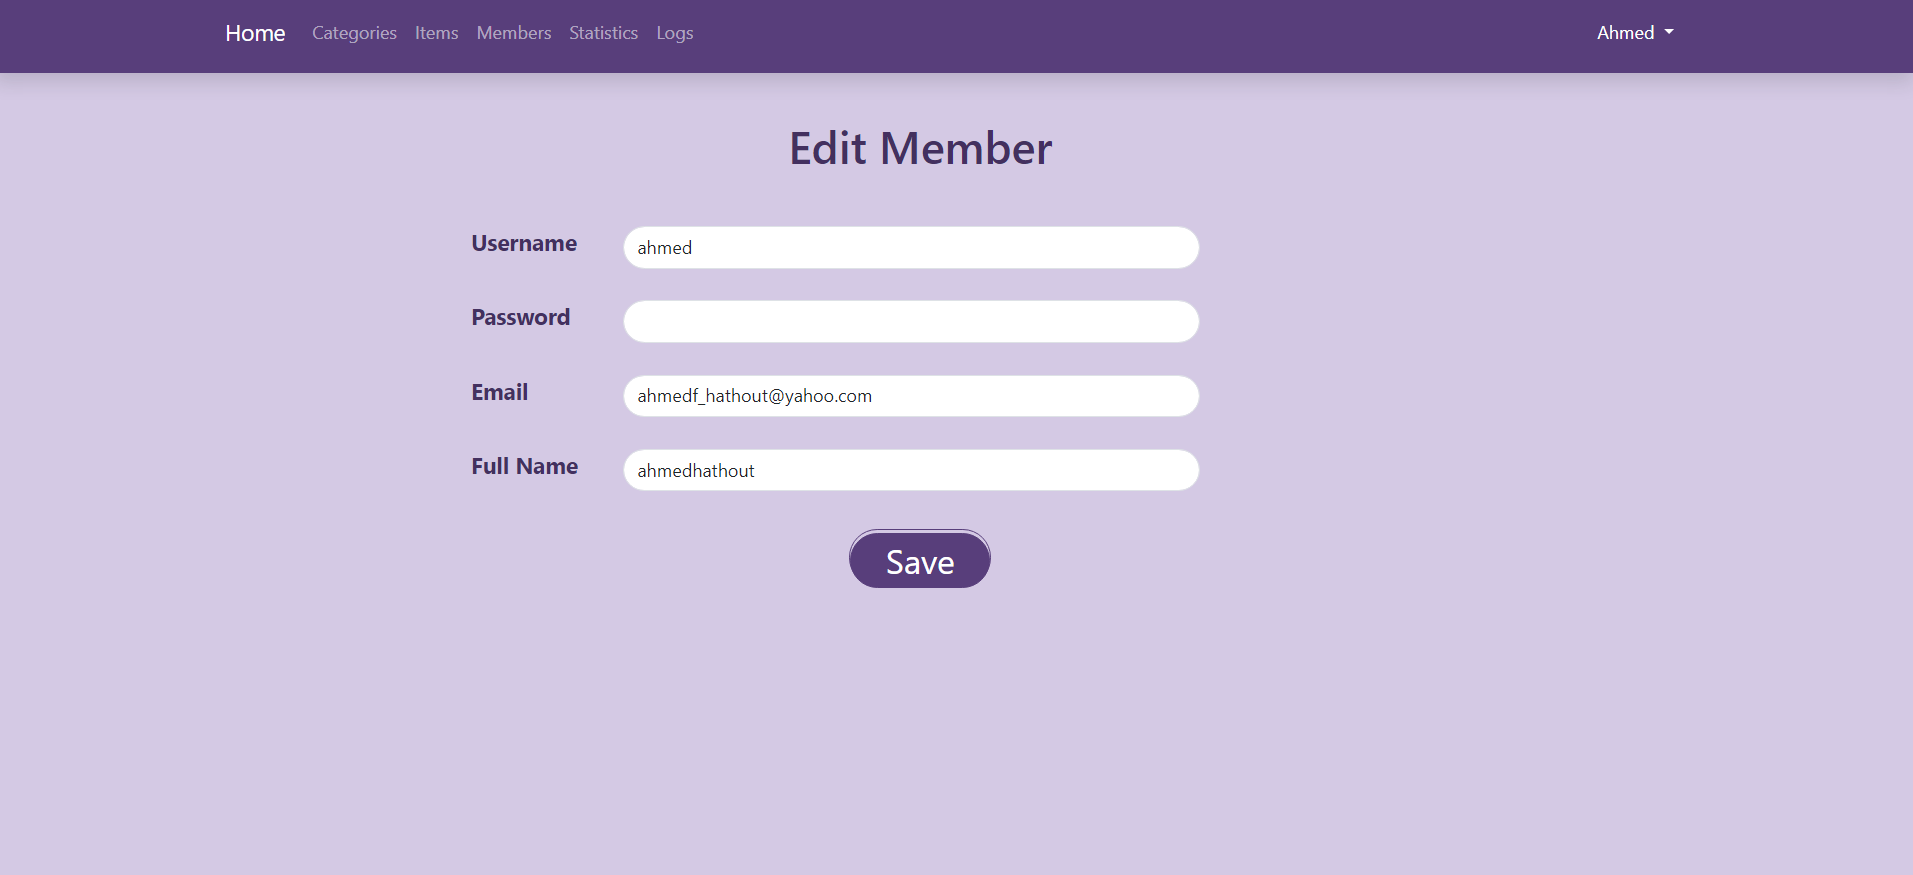 Home Categories Items Members Statistics Logs Ahmed
Edit Member
Username ahmed
Password
Email ahmedf_hathout@yahoo.com
Full Name ahmedhathout
Save